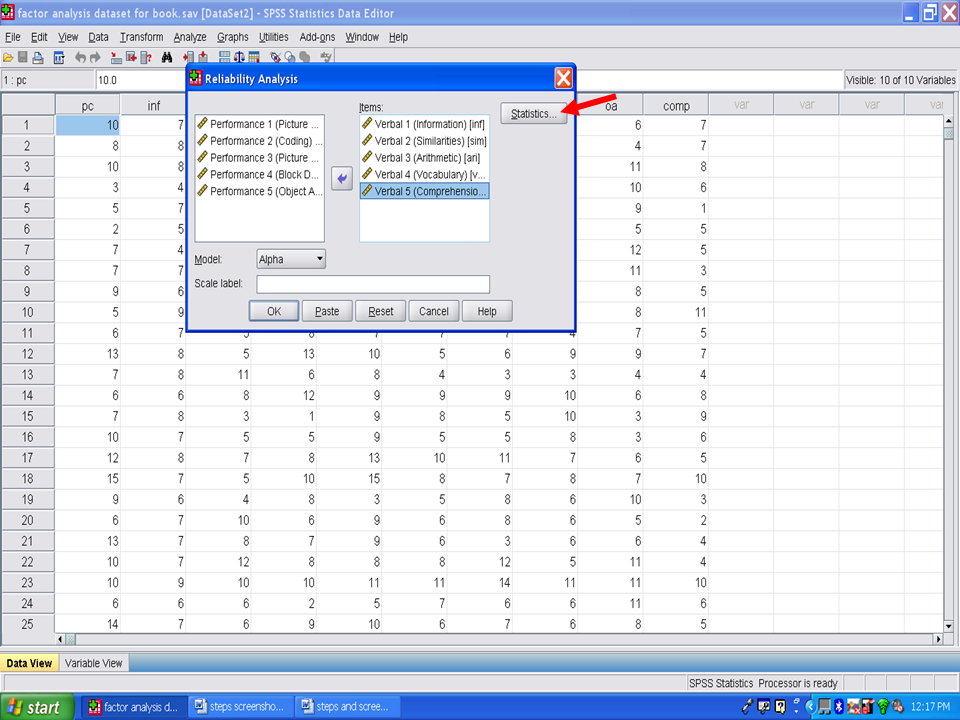 factor analysis dataset for book.sav [DataSet2] - SPSS Statistics Data Editor
File Edit View Data Transform Analyze Graphs Utilities Add-ons Window Help
1 : pc 10.0 Visible: 10 of 10 Variables
Reliability Analysis
Items:
Statistics...
Performance 1 (Picture ...
Performance 2 (Coding) ...
Performance 3 (Picture ...
Performance 4 (Block D...
Performance 5 (Object A...
Verbal 1 (Information) [inf]
Verbal 2 (Similarities) [sim]
Verbal 3 (Arithmetic) [ari]
Verbal 4 (Vocabulary) [v...
Verbal 5 (Comprehensio...
Model: Alpha
Scale label:
OK Paste Reset Cancel Help
pc inf oa comp var var var var
1 10 7 6 7
2 8 8 4 7
3 10 8 11 8
4 3 4 10 6
5 5 7 9 1
6 2 5 5 5
7 7 4 12 5
8 7 7 11 3
9 9 6 8 5
10 5 9 8 11
11 6 7 7 5
12 13 8 5 13 10 5 6 9 9 7
13 7 8 11 6 8 4 3 3 4 4
14 6 6 8 12 9 9 9 10 6 8
15 7 8 3 1 9 8 5 10 3 9
16 10 7 5 5 9 5 5 8 3 6
17 12 8 7 8 13 10 11 7 6 5
18 15 7 5 10 15 8 7 8 7 10
19 9 6 4 8 3 5 8 6 10 3
20 6 7 10 6 9 6 8 6 5 2
21 13 7 8 7 9 6 3 6 6 4
22 10 7 12 8 8 8 12 5 11 4
23 10 9 10 10 11 11 14 11 11 10
24 6 6 6 2 5 7 6 6 11 6
25 14 7 6 9 10 6 7 6 8 5
Data View Variable View
SPSS Statistics Processor is ready
start factor analysis d... steps screensho... steps and scree... 12:17 PM